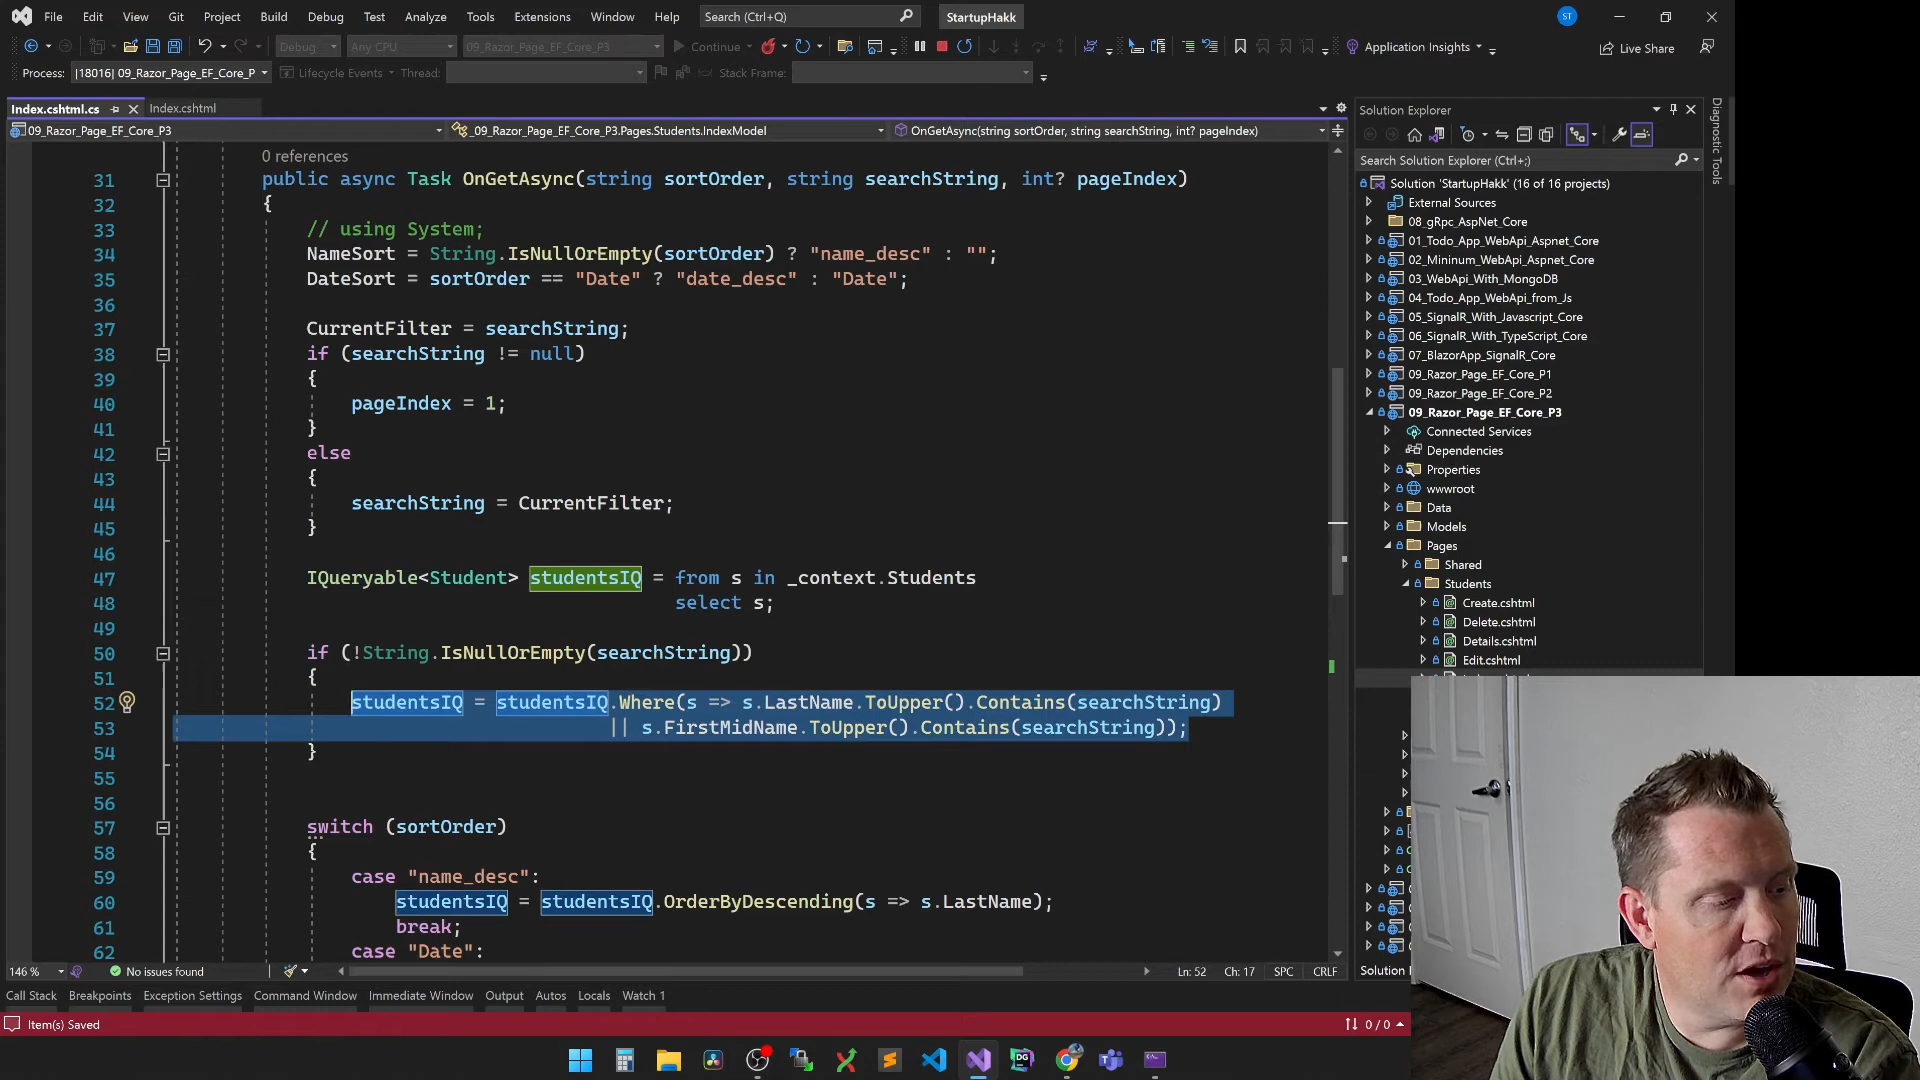 File Edit View Git Project Build Debug Test Analyze Tools Extensions Window Help Search (Ctrl+Q) StartupHakk ST
Debug Any CPU 09_Razor_Page_EF_Core_P3 Continue Application Insights Live Share
Process: [18016] 09_Razor_Page_EF_Core_P Lifecycle Events Thread: Stack Frame:
Index.cshtml.cs Index.cshtml
09_Razor_Page_EF_Core_P3 _09_Razor_Page_EF_Core_P3.Pages.Students.IndexModel OnGetAsync(string sortOrder, string searchString, int? pageIndex)
0 references
31 public async Task OnGetAsync(string sortOrder, string searchString, int? pageIndex)
32 {
33 // using System;
34 NameSort = String.IsNullOrEmpty(sortOrder) ? "name_desc" : "";
35 DateSort = sortOrder == "Date" ? "date_desc" : "Date";
36
37 CurrentFilter = searchString;
38 if (searchString != null)
39 {
40 pageIndex = 1;
41 }
42 else
43 {
44 searchString = CurrentFilter;
45 }
46
47 IQueryable<Student> studentsIQ = from s in _context.Students
48 select s;
49
50 if (!String.IsNullOrEmpty(searchString))
51 {
52 studentsIQ = studentsIQ.Where(s => s.LastName.ToUpper().Contains(searchString)
53 || s.FirstMidName.ToUpper().Contains(searchString));
54 }
55
56
57 switch (sortOrder)
58 {
59 case "name_desc":
60 studentsIQ = studentsIQ.OrderByDescending(s => s.LastName);
61 break;
62 case "Date":
146 % No issues found Ln: 52 Ch: 17 SPC CRLF
Call Stack Breakpoints Exception Settings Command Window Immediate Window Output Autos Locals Watch 1
Item(s) Saved 0 / 0
Solution Explorer
Search Solution Explorer (Ctrl+;)
Solution 'StartupHakk' (16 of 16 projects)
External Sources
08_gRpc_AspNet_Core
01_Todo_App_WebApi_Aspnet_Core
02_Mininum_WebApi_Aspnet_Core
03_WebApi_With_MongoDB
04_Todo_App_WebApi_from_Js
05_SignalR_With_Javascript_Core
06_SignalR_With_TypeScript_Core
07_BlazorApp_SignalR_Core
09_Razor_Page_EF_Core_P1
09_Razor_Page_EF_Core_P2
09_Razor_Page_EF_Core_P3
Connected Services
Dependencies
Properties
wwwroot
Data
Models
Pages
Shared
Students
Create.cshtml
Delete.cshtml
Details.cshtml
Edit.cshtml
Solution
Diagnostic Tools
DG